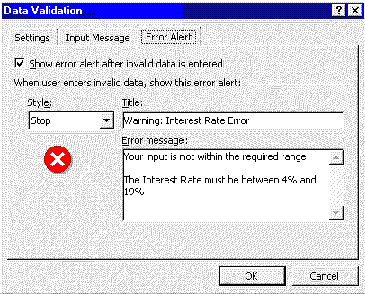 Data Validation
Settings
Input Message
Error Alert
Show error alert after invalid data is entered
When user enters invalid data, show this error alert:
Style:
Title:
Stop
Warning: Interest Rate Error
Error message:
Your input is not within the required range
The Interest Rate must be between 4% and
19%
OK
Cancel